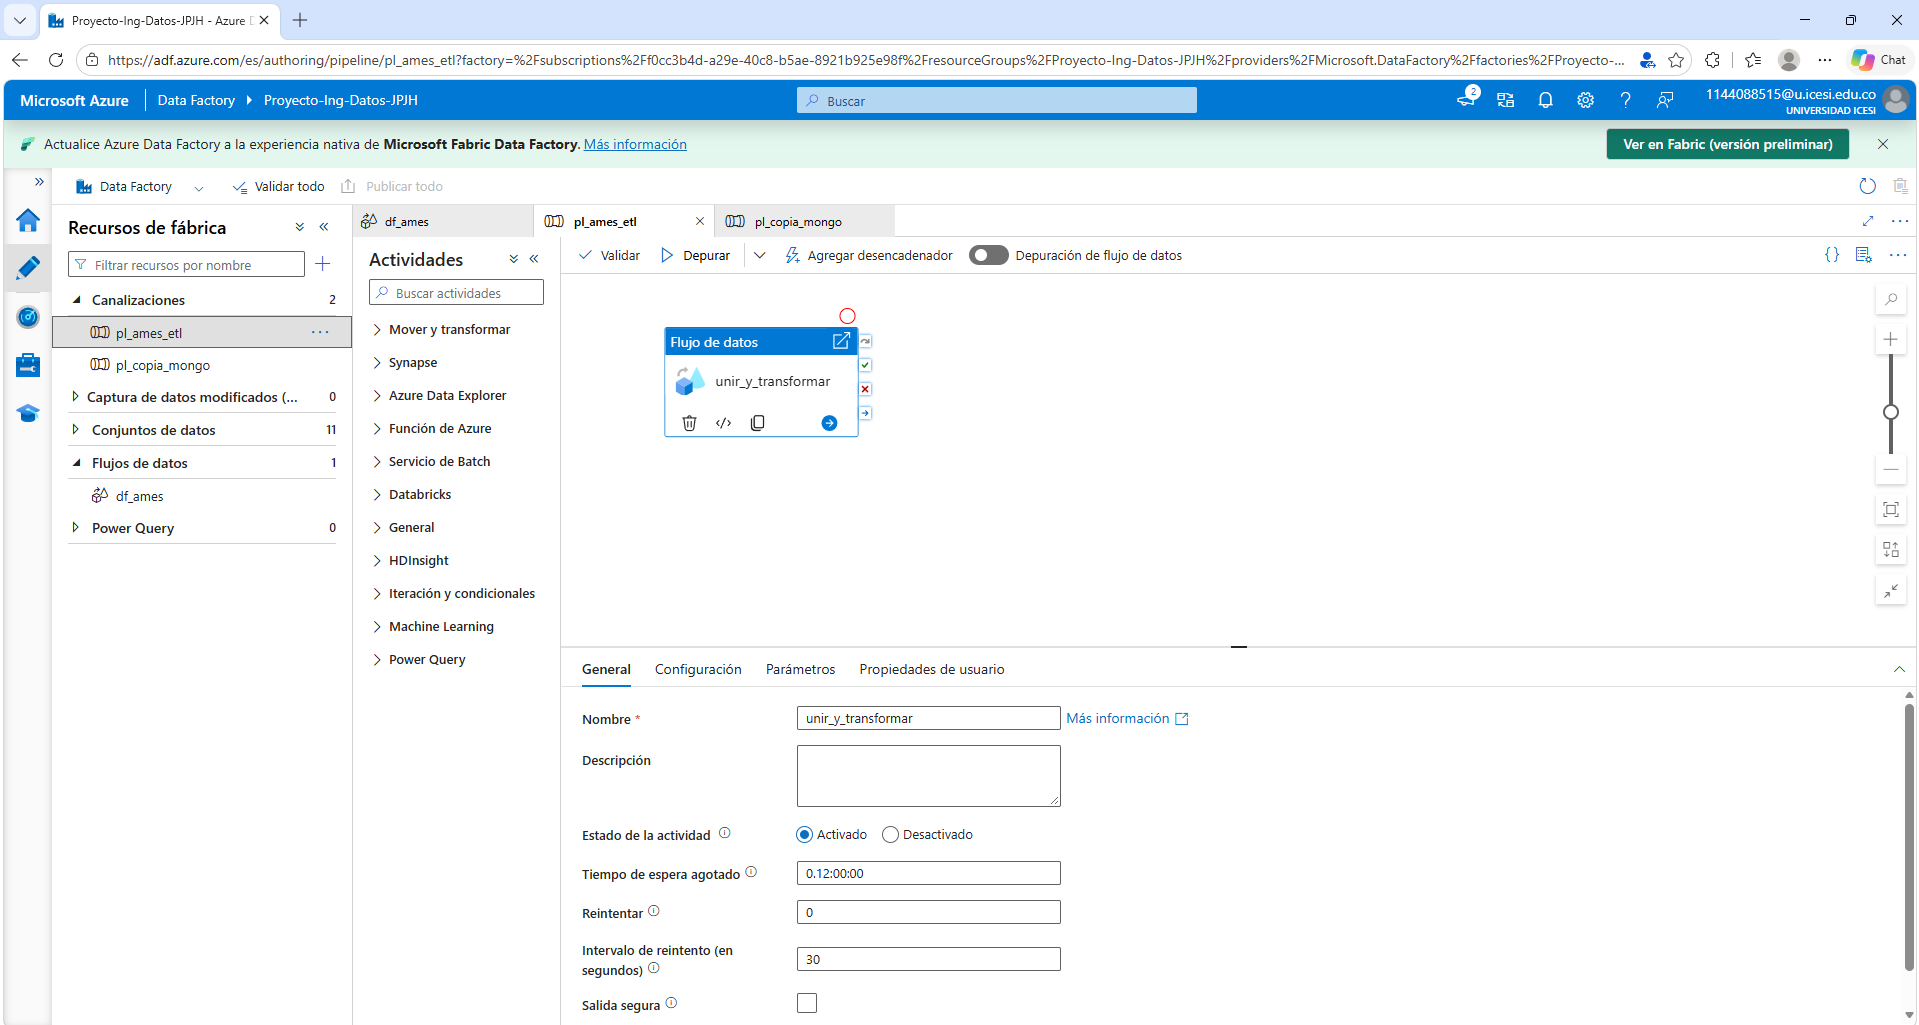 Proyecto-Ing-Datos-JPJH - Azure D
https://adf.azure.com/es/authoring/pipeline/pl_ames_etl?factory=%2Fsubscriptions%2Ff0cc3b4d-a29e-40c8-b5ae-8921b925e98f%2FresourceGroups%2FProyecto-Ing-Datos-JPJH%2Fproviders%2FMicrosoft.DataFactory%2Ffactories%2FProyecto-...
Chat
Microsoft Azure
Data Factory
Proyecto-Ing-Datos-JPJH
Buscar
2
1144088515@u.icesi.edu.co
UNIVERSIDAD ICESI
Actualice Azure Data Factory a la experiencia nativa de Microsoft Fabric Data Factory. Más información
Ver en Fabric (versión preliminar)
Data Factory
Validar todo
Publicar todo
Recursos de fábrica
Filtrar recursos por nombre
Canalizaciones 2
pl_ames_etl
pl_copia_mongo
Captura de datos modificados (... 0
Conjuntos de datos 11
Flujos de datos 1
df_ames
Power Query 0
df_ames
pl_ames_etl
pl_copia_mongo
Actividades
Buscar actividades
Mover y transformar
Synapse
Azure Data Explorer
Función de Azure
Servicio de Batch
Databricks
General
HDInsight
Iteración y condicionales
Machine Learning
Power Query
Validar
Depurar
Agregar desencadenador
Depuración de flujo de datos
Flujo de datos
unir_y_transformar
General
Configuración
Parámetros
Propiedades de usuario
Nombre *
unir_y_transformar
Más información
Descripción
Estado de la actividad
Activado
Desactivado
Tiempo de espera agotado
0.12:00:00
Reintentar
0
Intervalo de reintento (en
segundos)
30
Salida segura